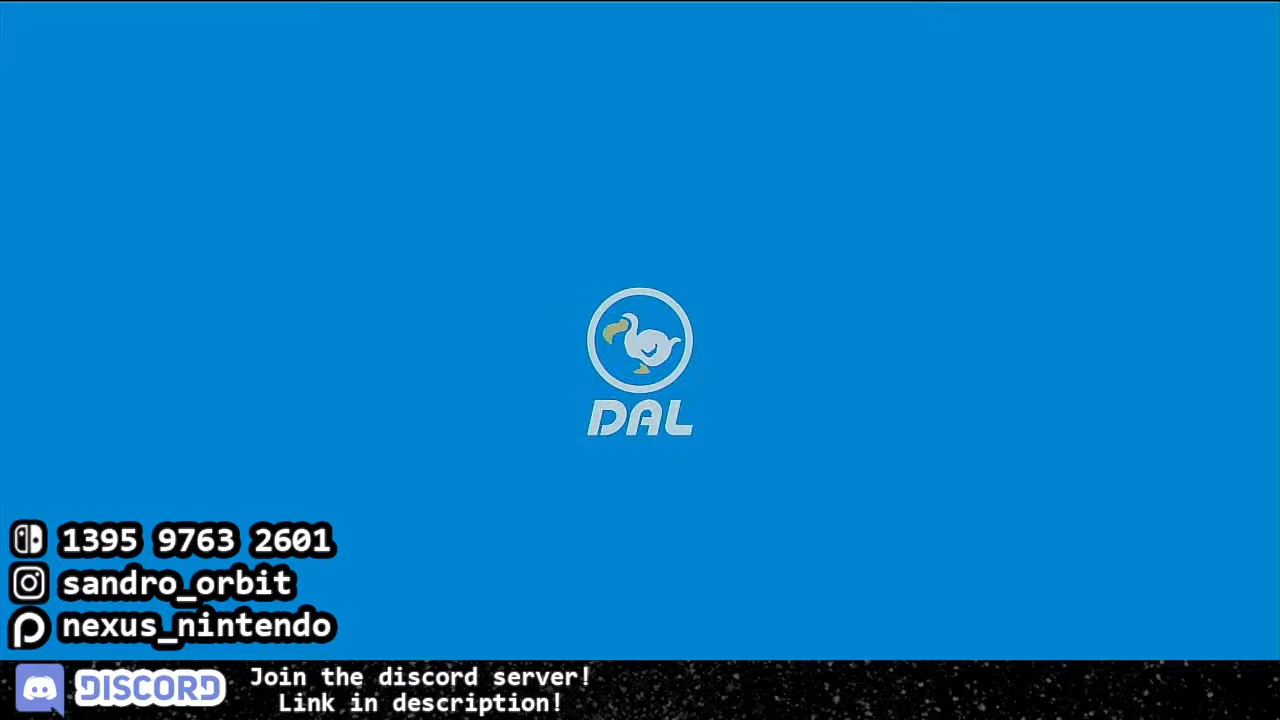 DAL
1395 9763 2601
sandro_orbit
nexus_nintendo
DISCORD
Join the discord server!
Link in description!